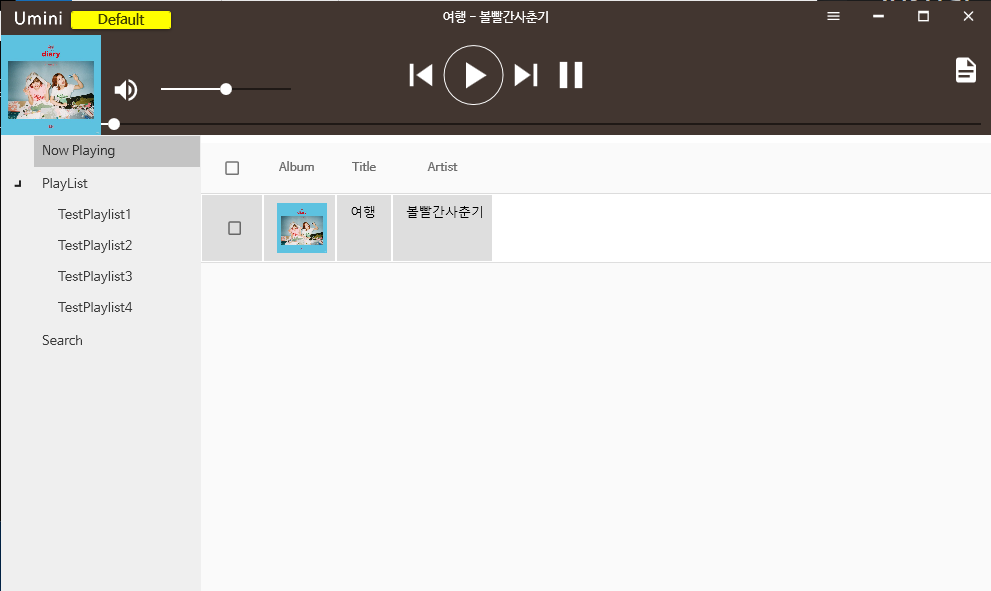 Umini Default 여행 - 볼빨간사춘기
diary
Now Playing
PlayList
TestPlaylist1
TestPlaylist2
TestPlaylist3
TestPlaylist4
Search
Album Title Artist
여행 볼빨간사춘기